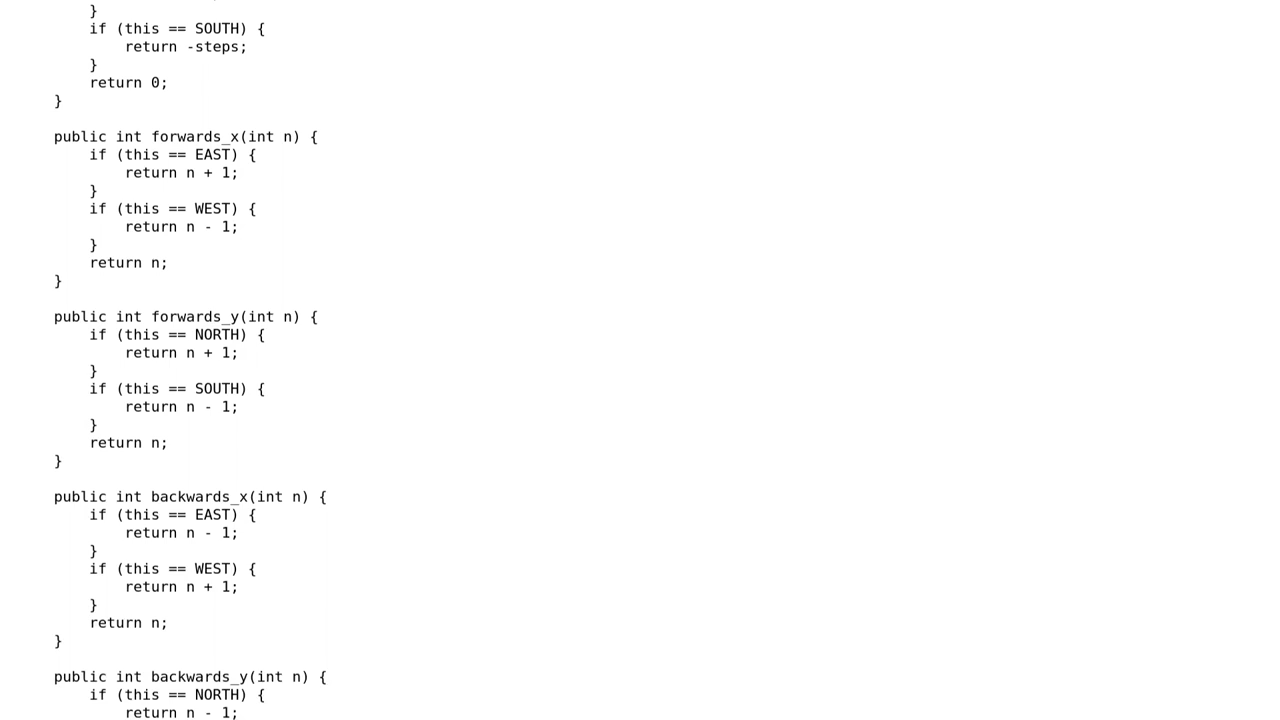 }
    if (this == SOUTH) {
        return -steps;
    }
    return 0;
}

public int forwards_x(int n) {
    if (this == EAST) {
        return n + 1;
    }
    if (this == WEST) {
        return n - 1;
    }
    return n;
}

public int forwards_y(int n) {
    if (this == NORTH) {
        return n + 1;
    }
    if (this == SOUTH) {
        return n - 1;
    }
    return n;
}

public int backwards_x(int n) {
    if (this == EAST) {
        return n - 1;
    }
    if (this == WEST) {
        return n + 1;
    }
    return n;
}

public int backwards_y(int n) {
    if (this == NORTH) {
        return n - 1;